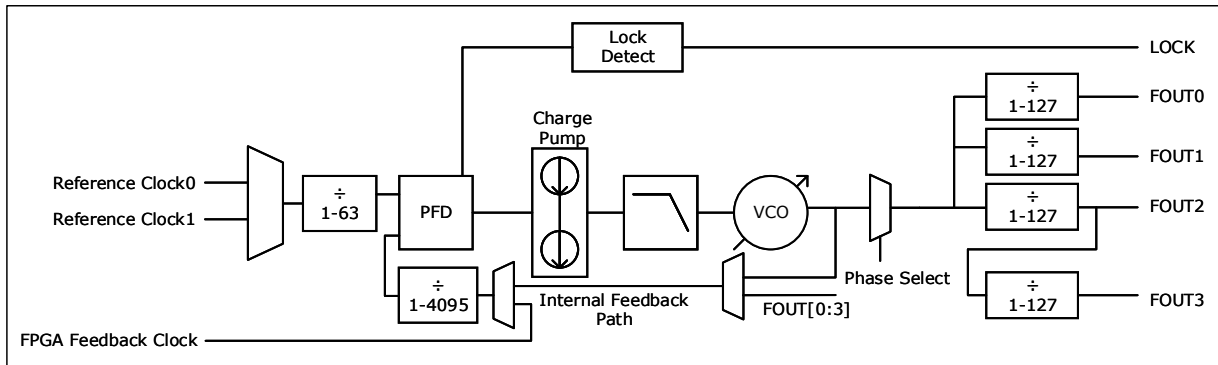 Lock
Detect
LOCK
÷
1-127
FOUT0
Charge
Pump
÷
1-127
FOUT1
Reference Clock0
÷
1-63
PFD
VCO
÷
1-127
FOUT2
Reference Clock1
Phase Select
÷
1-4095
Internal Feedback
Path
FOUT[0:3]
÷
1-127
FOUT3
FPGA Feedback Clock